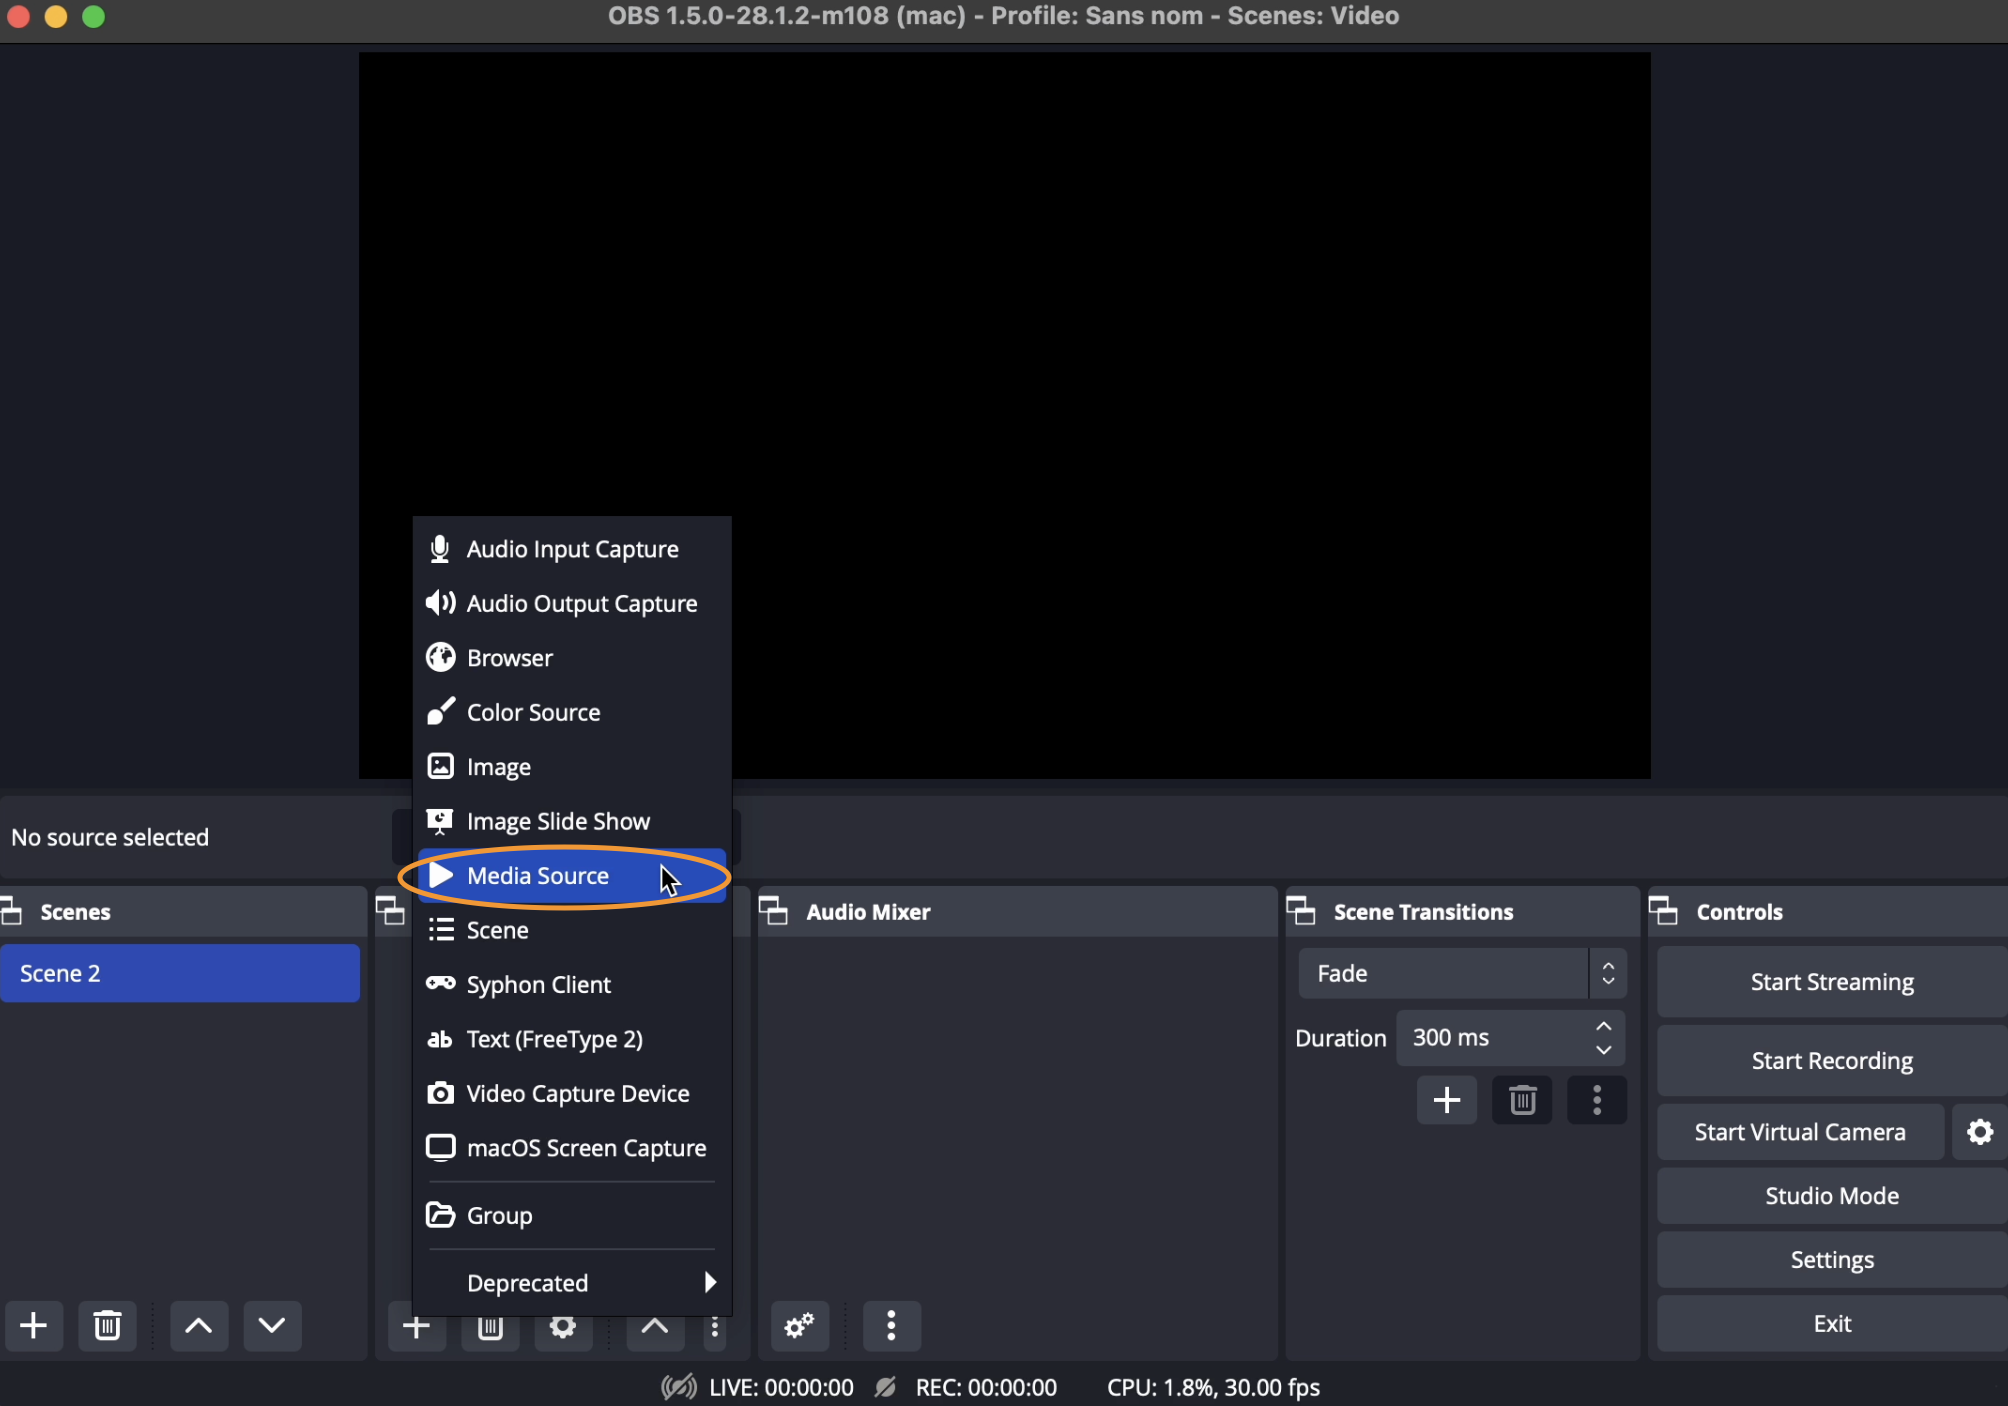 OBS 1.5.0-28.1.2-m108 (mac) - Profile: Sans nom - Scenes: Video
Audio Input Capture
Audio Output Capture
Browser
Color Source
Image
Image Slide Show
Media Source
Scene
Syphon Client
ab Text (FreeType 2)
Video Capture Device
macOS Screen Capture
Group
Deprecated
No source selected
Scenes
Scene 2
Audio Mixer
Scene Transitions
Fade
Duration 300 ms
Controls
Start Streaming
Start Recording
Start Virtual Camera
Studio Mode
Settings
Exit
LIVE: 00:00:00 REC: 00:00:00 CPU: 1.8%, 30.00 fps